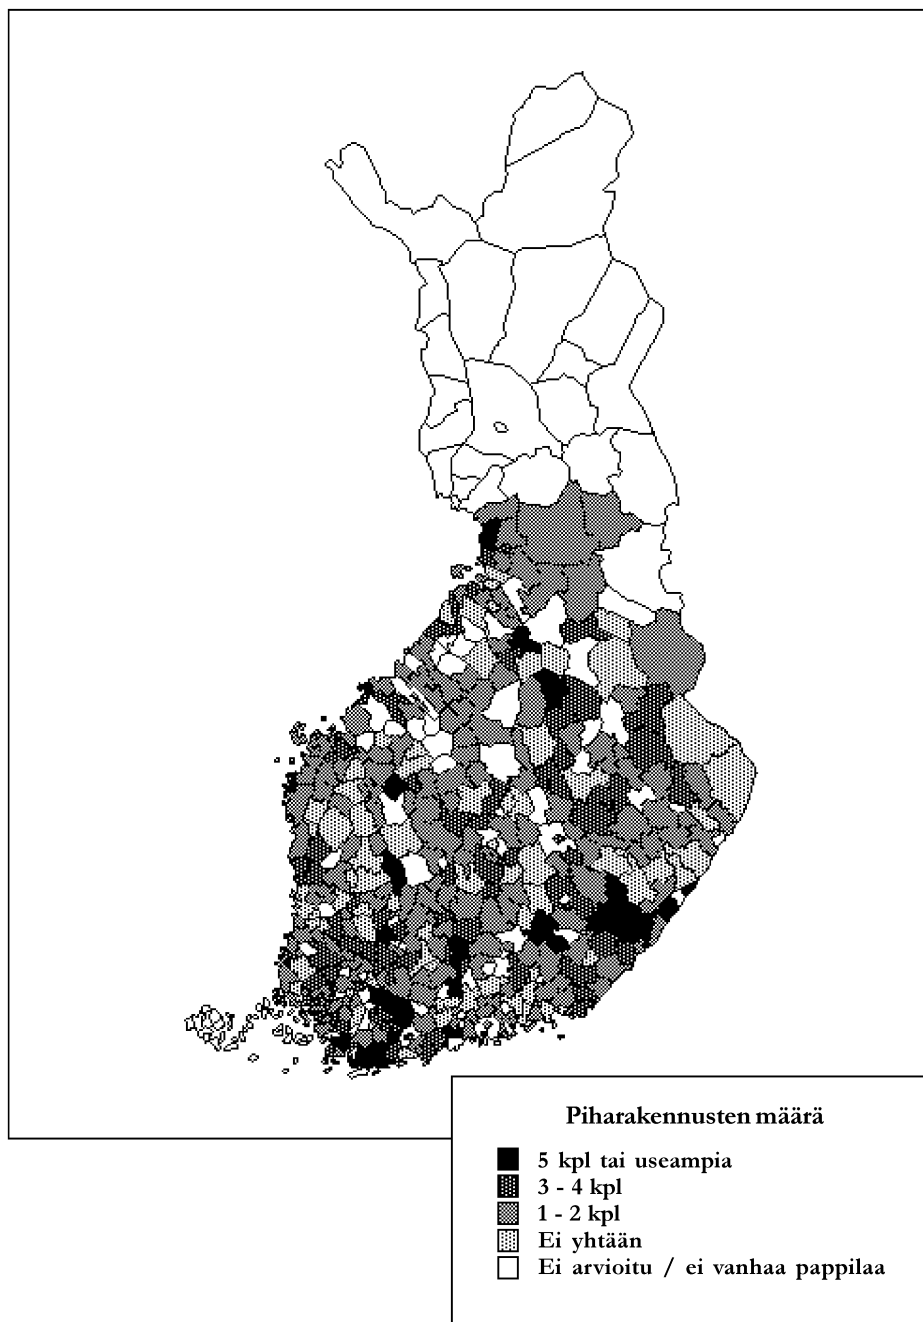 Piharakennusten määrä
5 kpl tai useampia
3 - 4 kpl
1 - 2 kpl
Ei yhtään
Ei arvioitu / ei vanhaa pappilaa